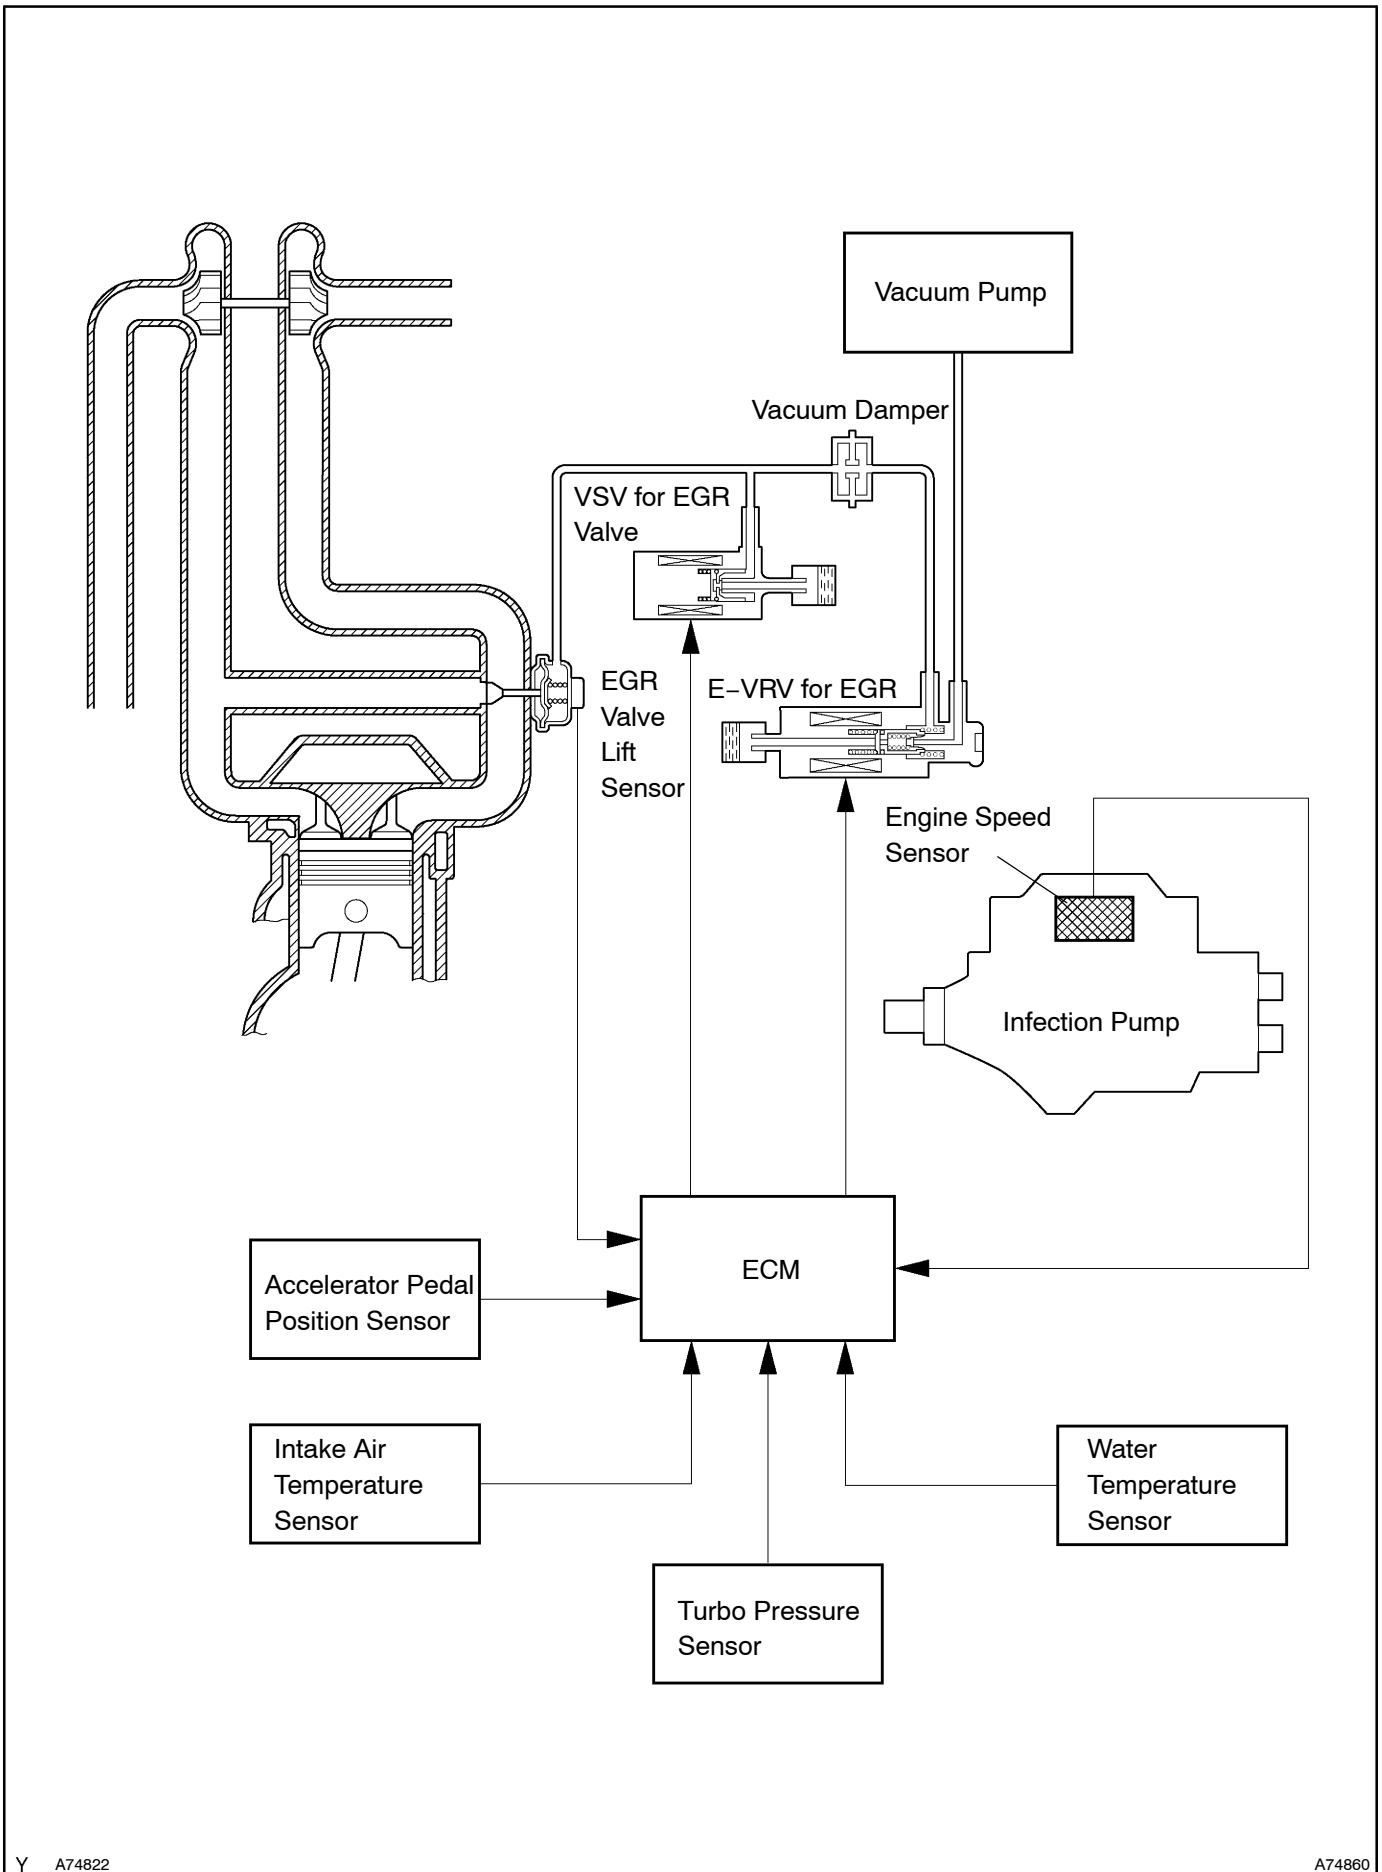 Vacuum Pump
Vacuum Damper
VSV for EGR
Valve
EGR
Valve
Lift
Sensor
E−VRV for EGR
Engine Speed
Sensor
Infection Pump
ECM
Accelerator Pedal
Position Sensor
Intake Air
Temperature
Sensor
Water
Temperature
Sensor
Turbo Pressure
Sensor
Y A74822
A74860